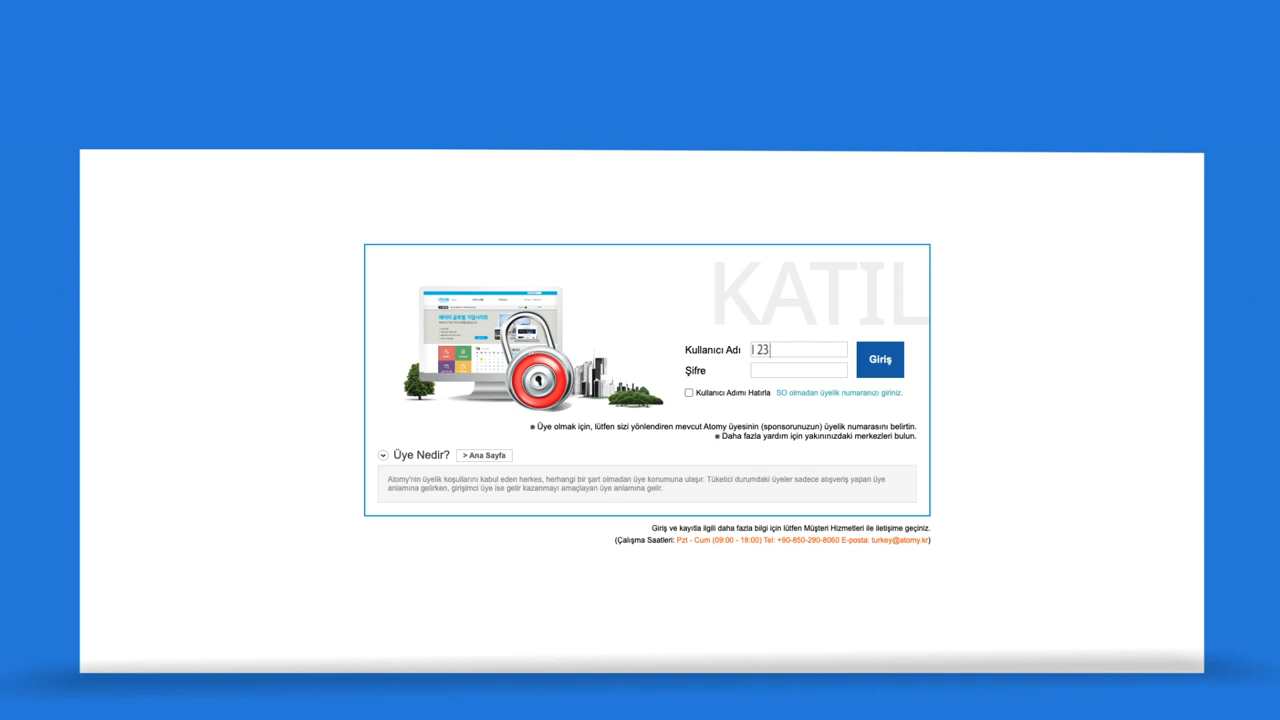 KATIL
Kullanıcı Adı
1 23
Giriş
Şifre
Kullanıcı Adımı Hatırla
SO olmadan üyelik numaranızı giriniz.
※ Üye olmak için, lütfen sizi yönlendiren mevcut Atomy üyesinin (sponsorunuzun) üyelik numarasını belirtin.
※ Daha fazla yardım için yakınınızdaki merkezleri bulun.
Üye Nedir?
> Ana Sayfa
Atomy'nin üyelik koşullarını kabul eden herkes, herhangi bir şart olmadan üye konumuna ulaşır. Tüketici durumdaki üyeler sadece alışveriş yapan üye
anlamına gelirken, girişimci üye ise gelir kazanmayı amaçlayan üye anlamına gelir.
Giriş ve kayıtla ilgili daha fazla bilgi için lütfen Müşteri Hizmetleri ile iletişime geçiniz.
(Çalışma Saatleri: Pzt - Cum (09:00 - 18:00) Tel: +90-850-290-8060 E-posta: turkey@atomy.kr)